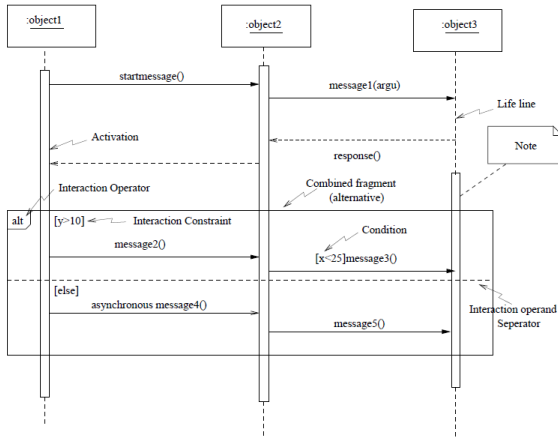 :object1
:object2
:object3
startmessage()
message1(argu)
Life line
Activation
response()
Note
Interaction Operator
Combined fragment
(alternative)
alt
[y>10]
Interaction Constraint
Condition
message2()
[x<25]message3()
[else]
asynchronous message4()
Interaction operand
Seperator
message5()